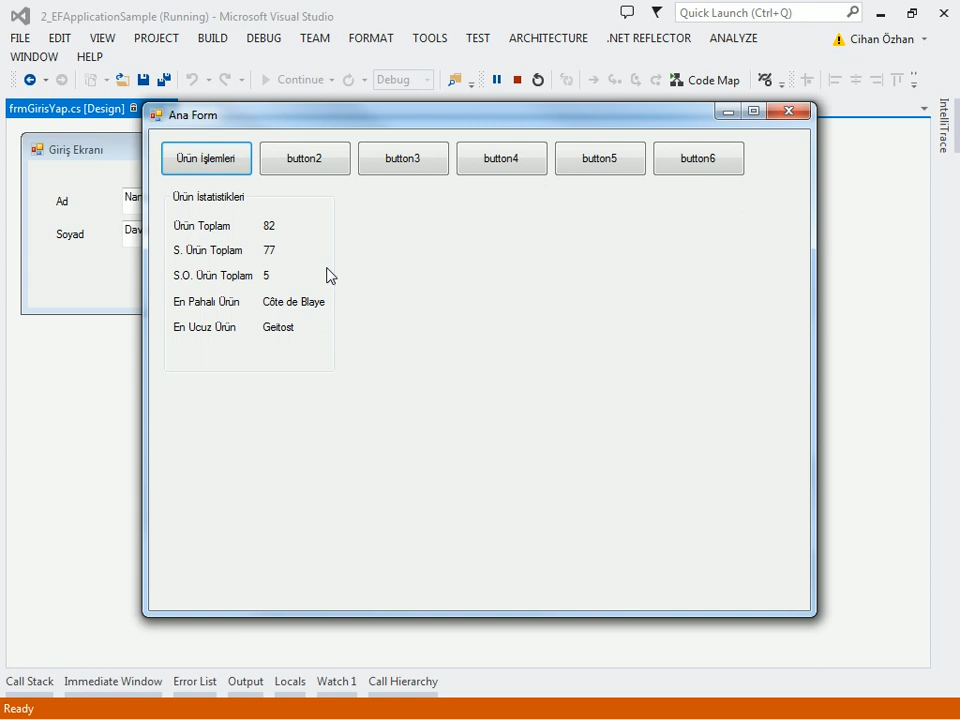 2_EFApplicationSample (Running) - Microsoft Visual Studio
Quick Launch (Ctrl+Q)
FILE EDIT VIEW PROJECT BUILD DEBUG TEAM FORMAT TOOLS TEST ARCHITECTURE .NET REFLECTOR ANALYZE
Cihan Özhan
WINDOW HELP
Continue Debug Code Map
frmGirisYap.cs [Design]
IntelliTrace
Ana Form
Giriş Ekranı
Ürün İşlemleri button2 button3 button4 button5 button6
Ad
Soyad
Ürün İstatistikleri
Ürün Toplam 82
S. Ürün Toplam 77
S.O. Ürün Toplam 5
En Pahalı Ürün Côte de Blaye
En Ucuz Ürün Geitost
Call Stack Immediate Window Error List Output Locals Watch 1 Call Hierarchy
Ready